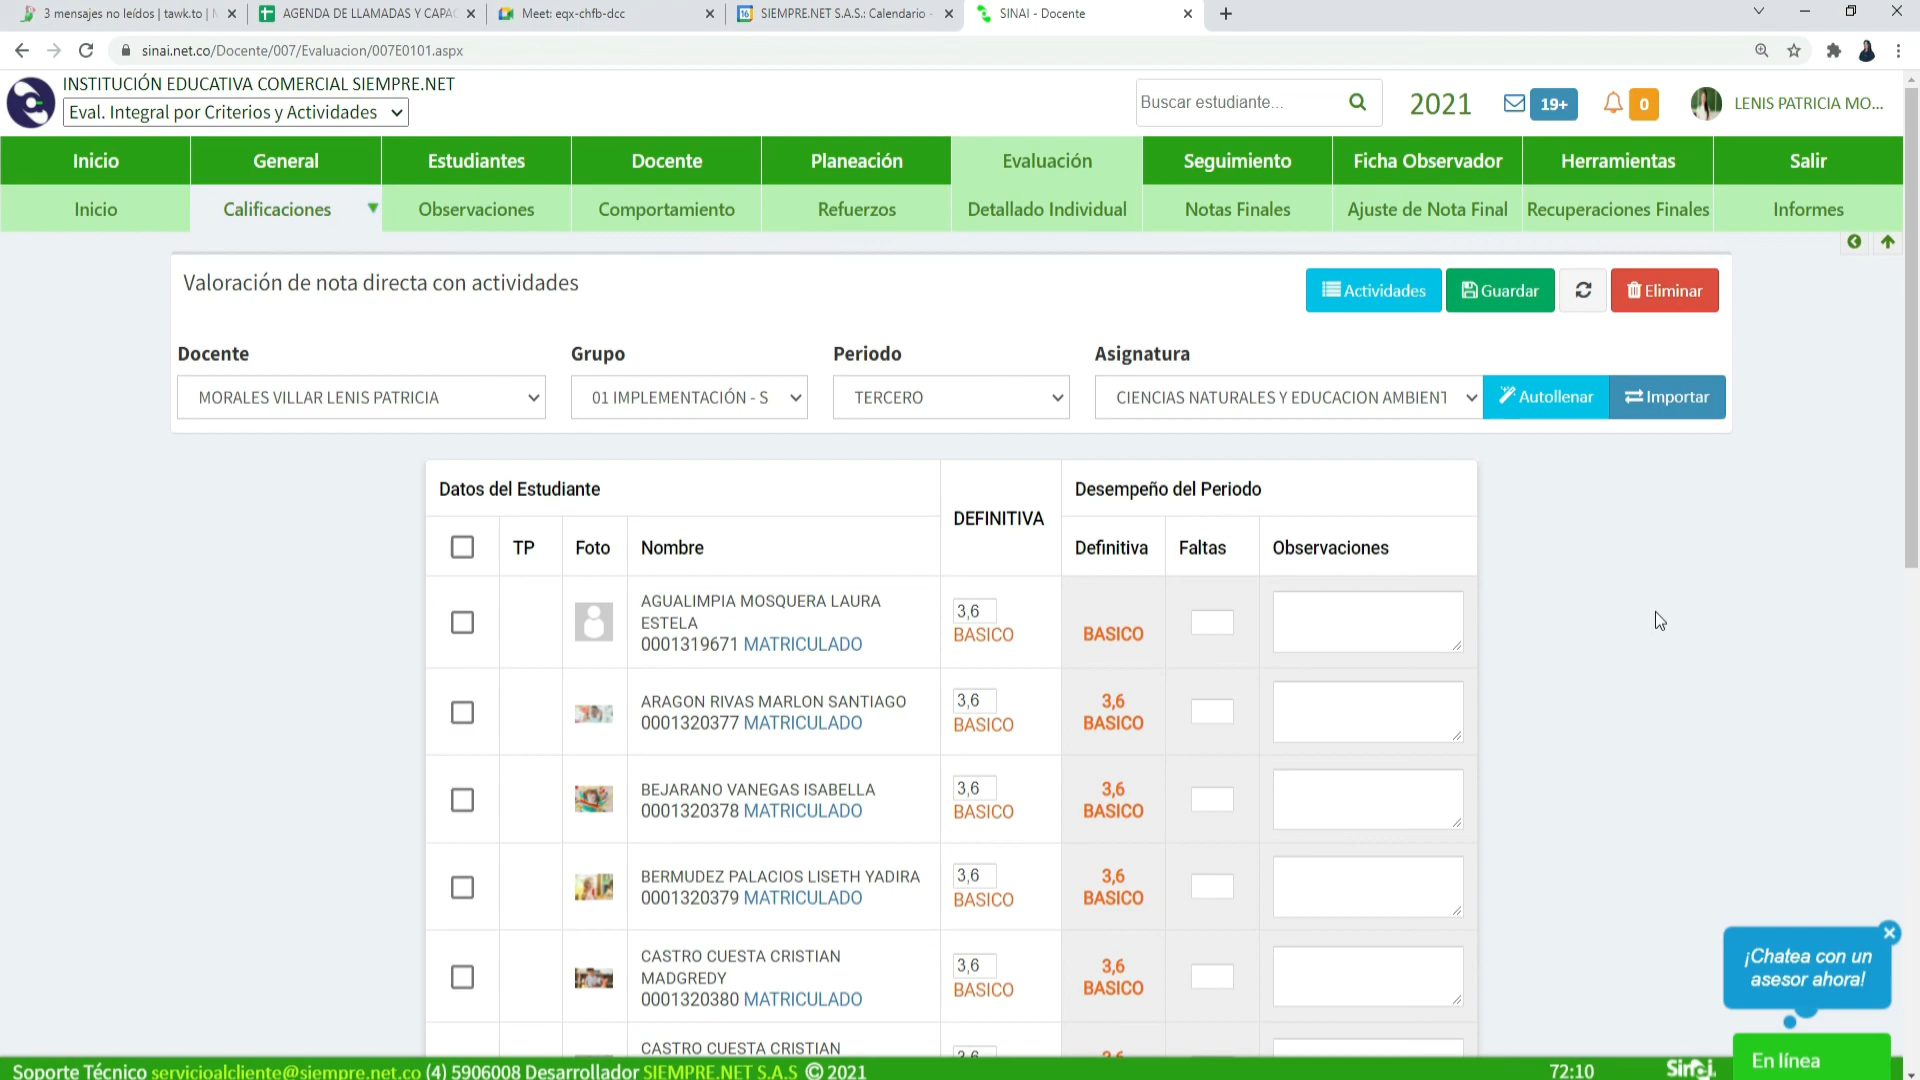 3 mensajes no leídos | tawk.to |
AGENDA DE LLAMADAS Y CAPAC
Meet: eqx-chfb-dcc
SIEMPRE.NET S.A.S.: Calendario -
SINAI - Docente
sinai.net.co/Docente/007/Evaluacion/007E0101.aspx
INSTITUCIÓN EDUCATIVA COMERCIAL SIEMPRE.NET
Eval. Integral por Criterios y Actividades
Buscar estudiante...
2021
19+
0
LENIS PATRICIA MO...
Inicio General Estudiantes Docente Planeación Evaluación Seguimiento Ficha Observador Herramientas Salir
Inicio Calificaciones Observaciones Comportamiento Refuerzos Detallado Individual Notas Finales Ajuste de Nota Final Recuperaciones Finales Informes
Valoración de nota directa con actividades
Actividades Guardar Eliminar
Docente Grupo Periodo Asignatura
MORALES VILLAR LENIS PATRICIA 01 IMPLEMENTACIÓN - S TERCERO CIENCIAS NATURALES Y EDUCACION AMBIENT Autollenar Importar
Datos del Estudiante DEFINITIVA Desempeño del Periodo
TP Foto Nombre Definitiva Faltas Observaciones
AGUALIMPIA MOSQUERA LAURA
ESTELA
0001319671 MATRICULADO
3,6
BASICO
BASICO
ARAGON RIVAS MARLON SANTIAGO
0001320377 MATRICULADO
3,6
BASICO
3,6
BASICO
BEJARANO VANEGAS ISABELLA
0001320378 MATRICULADO
3,6
BASICO
3,6
BASICO
BERMUDEZ PALACIOS LISETH YADIRA
0001320379 MATRICULADO
3,6
BASICO
3,6
BASICO
CASTRO CUESTA CRISTIAN
MADGREDY
0001320380 MATRICULADO
3,6
BASICO
3,6
BASICO
CASTRO CUESTA CRISTIAN
3,6
3,6
¡Chatea con un
asesor ahora!
En línea
Soporte Técnico servicioalcliente@siempre.net.co (4) 5906008 Desarrollador SIEMPRE.NET S.A.S © 2021
72:10
Sinai.